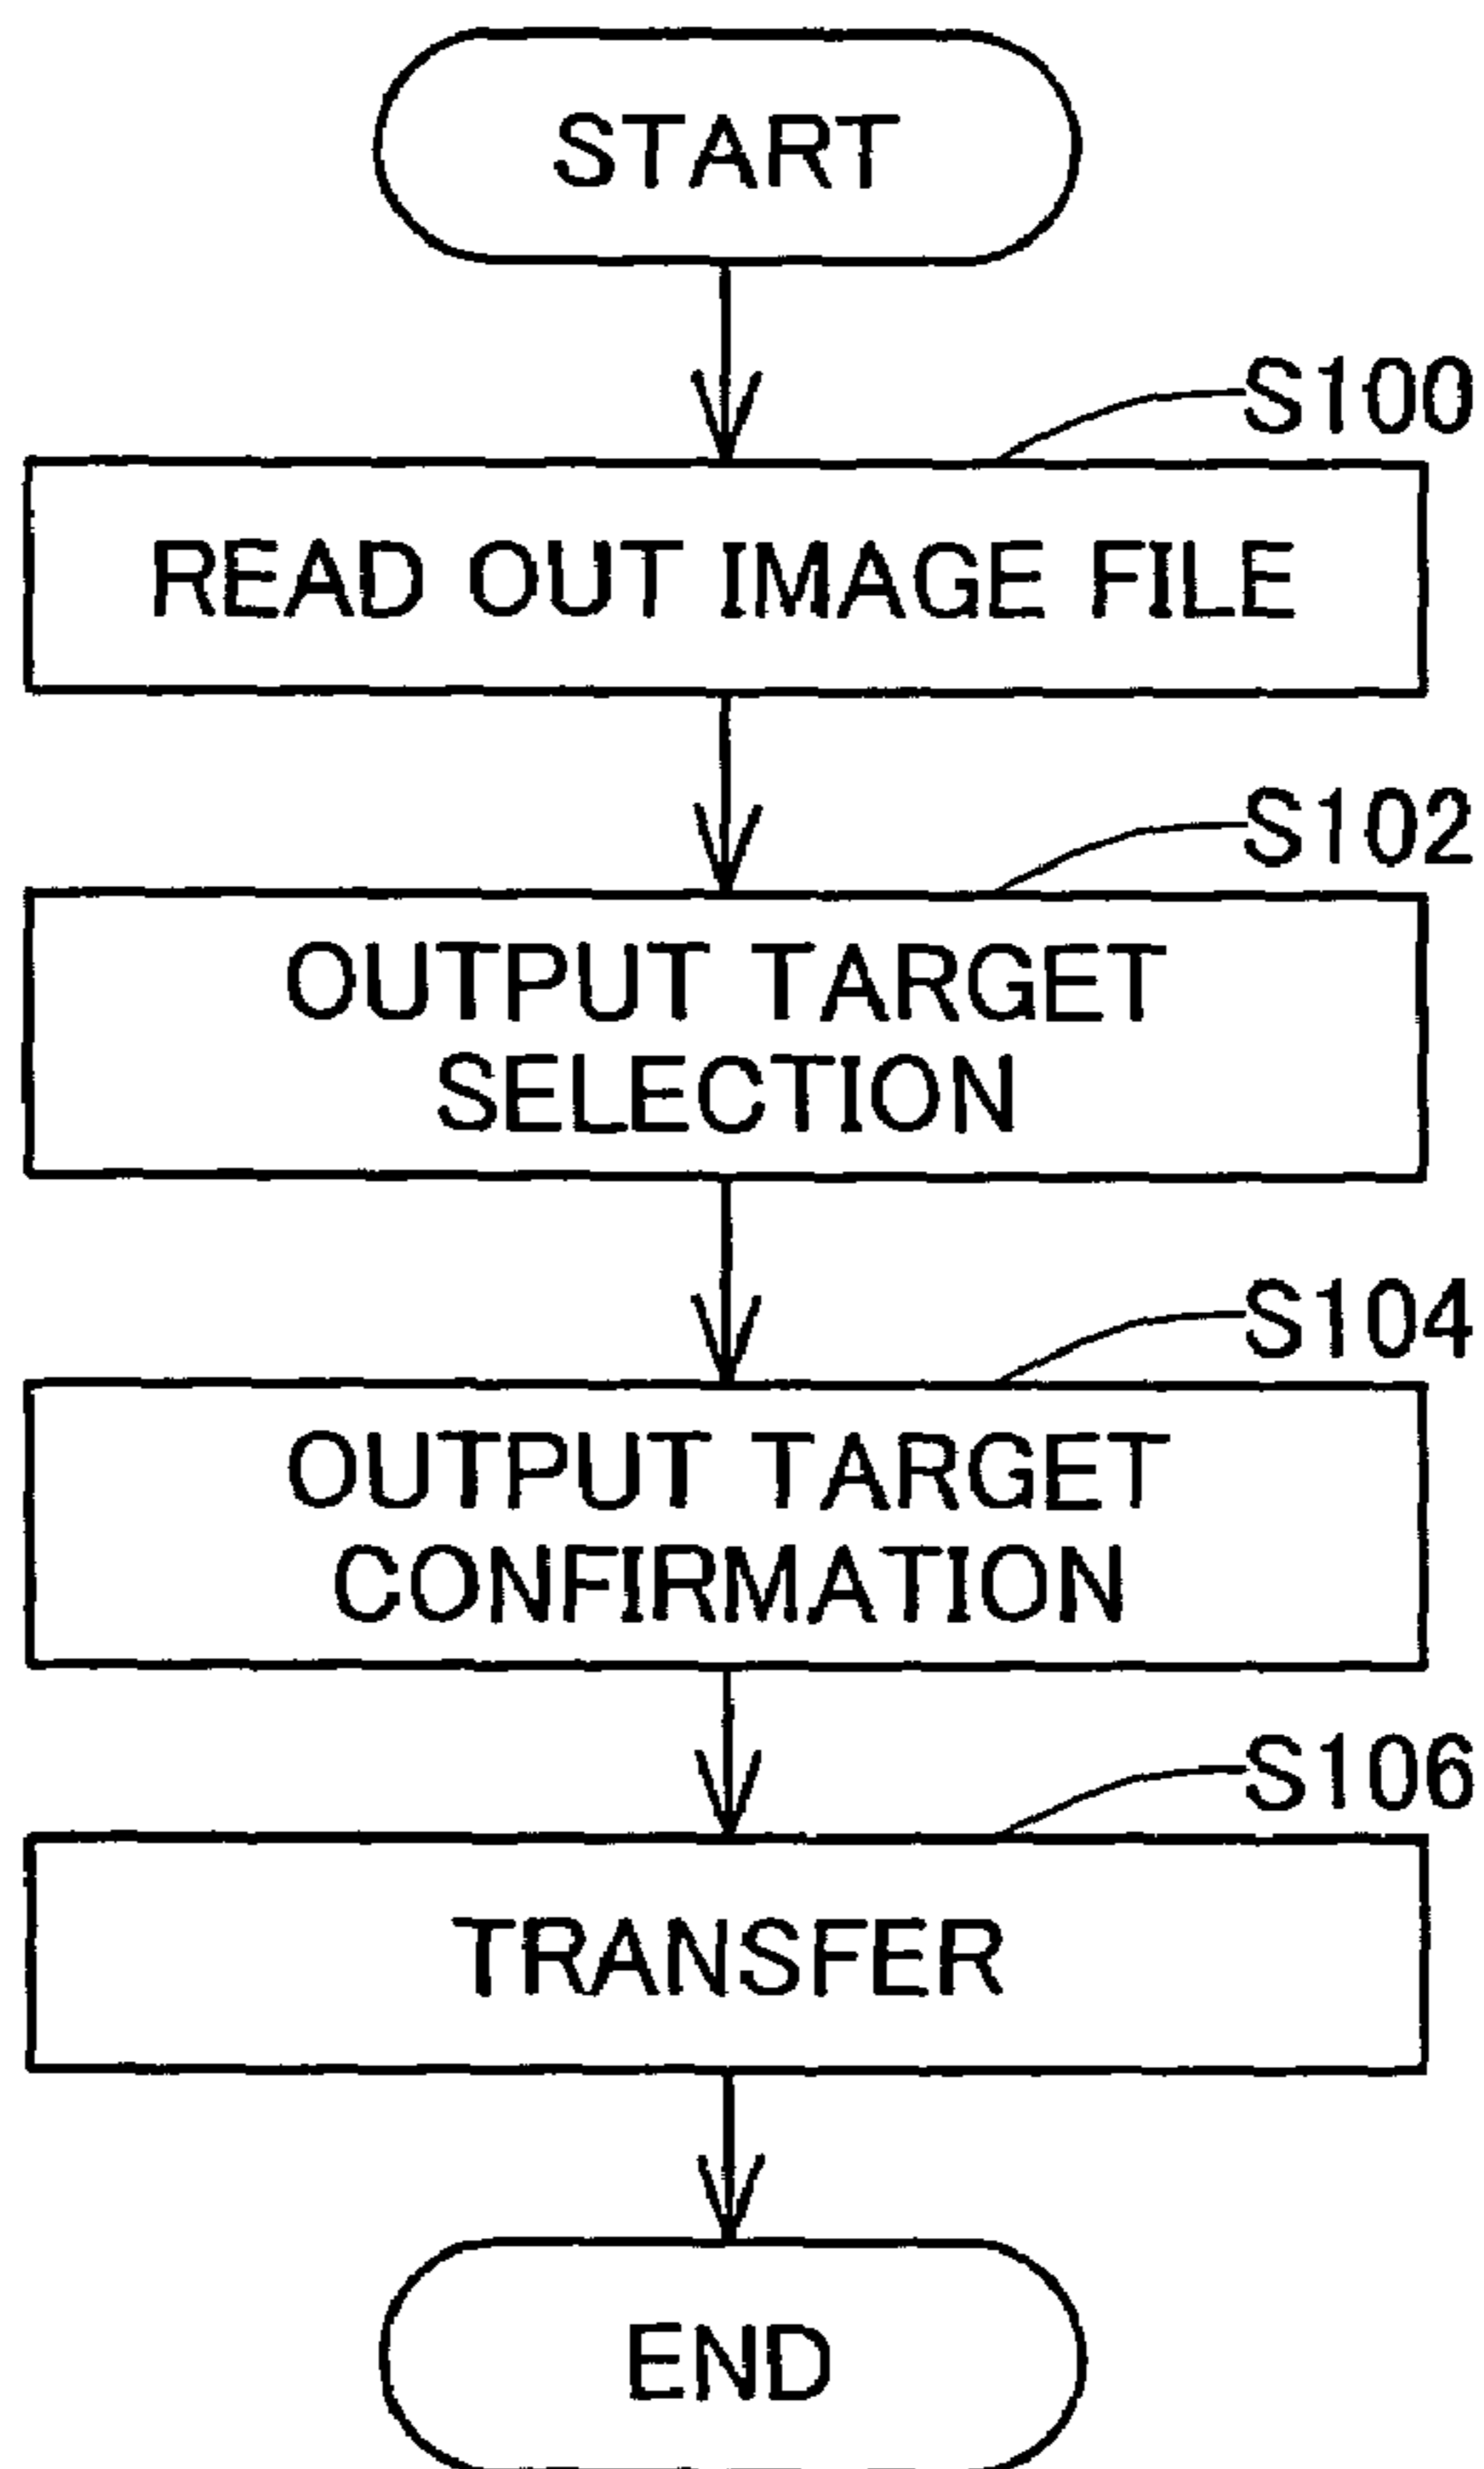 START
S100
READ OUT IMAGE FILE
S102
OUTPUT TARGET
SELECTION
S104
OUTPUT TARGET
CONFIRMATION
S106
TRANSFER
END